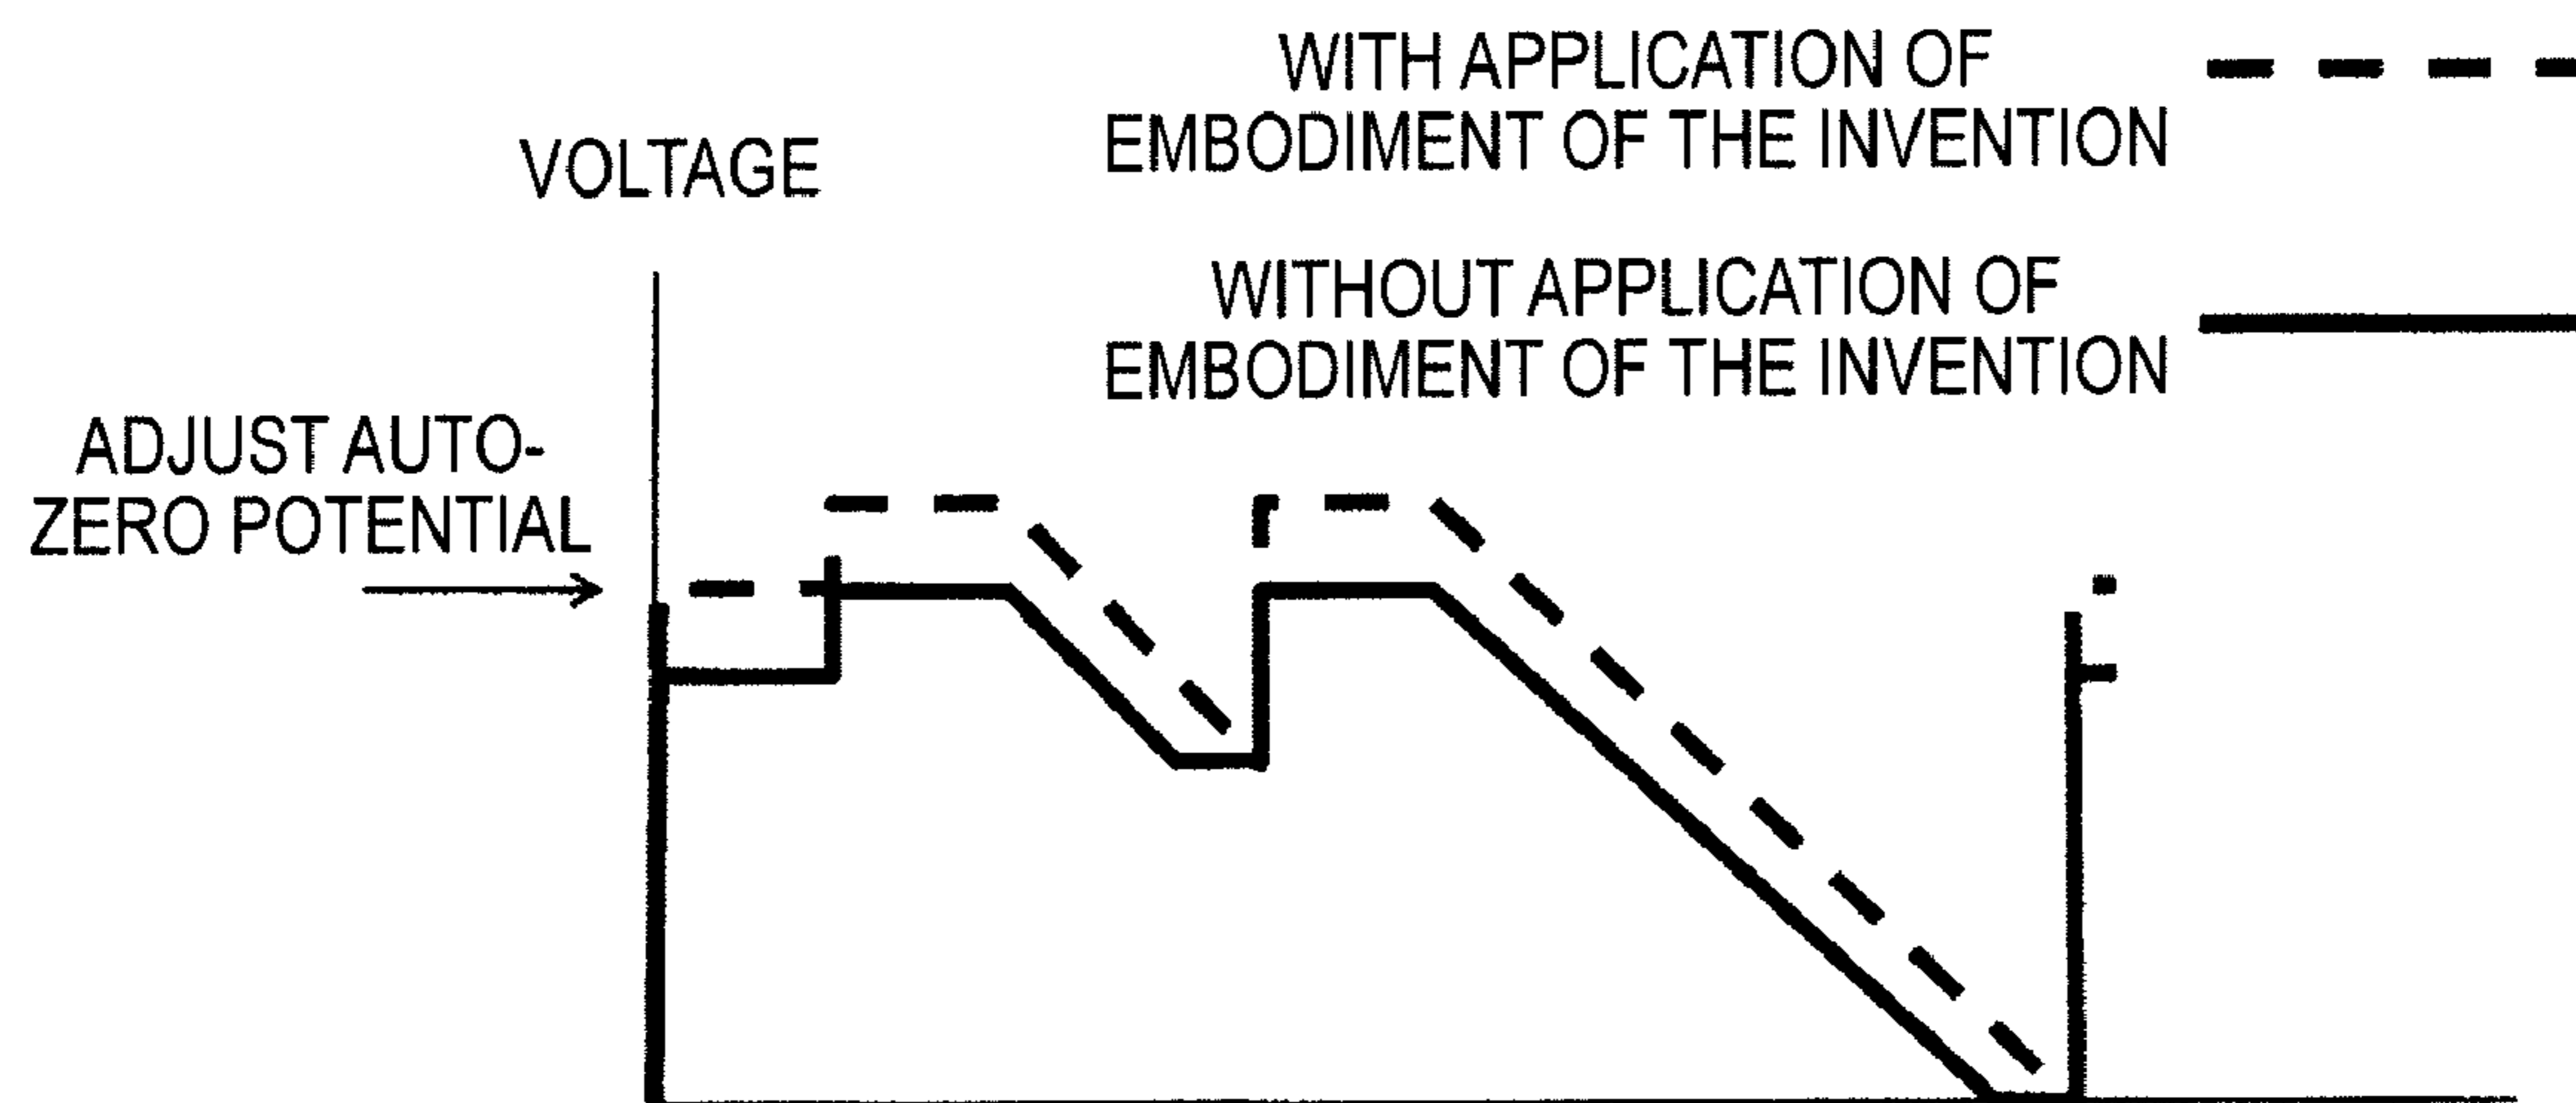 WITH APPLICATION OF
EMBODIMENT OF THE INVENTION
VOLTAGE
WITHOUT APPLICATION OF
EMBODIMENT OF THE INVENTION
ADJUST AUTO-
ZERO POTENTIAL